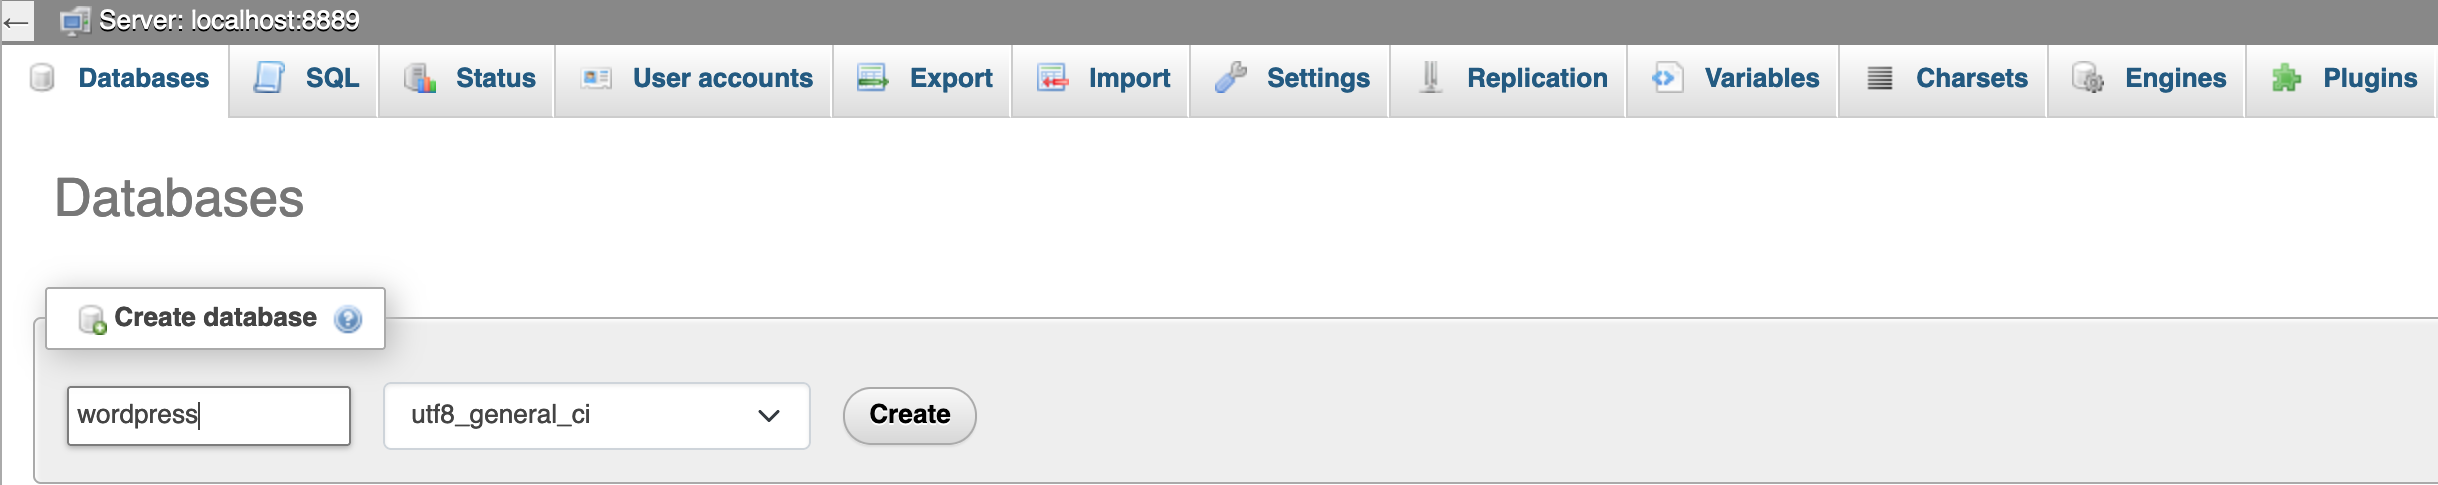 ← Server: localhost:8889
Databases SQL Status User accounts Export Import Settings Replication Variables Charsets Engines Plugins
Databases
Create database
wordpress utf8_general_ci Create